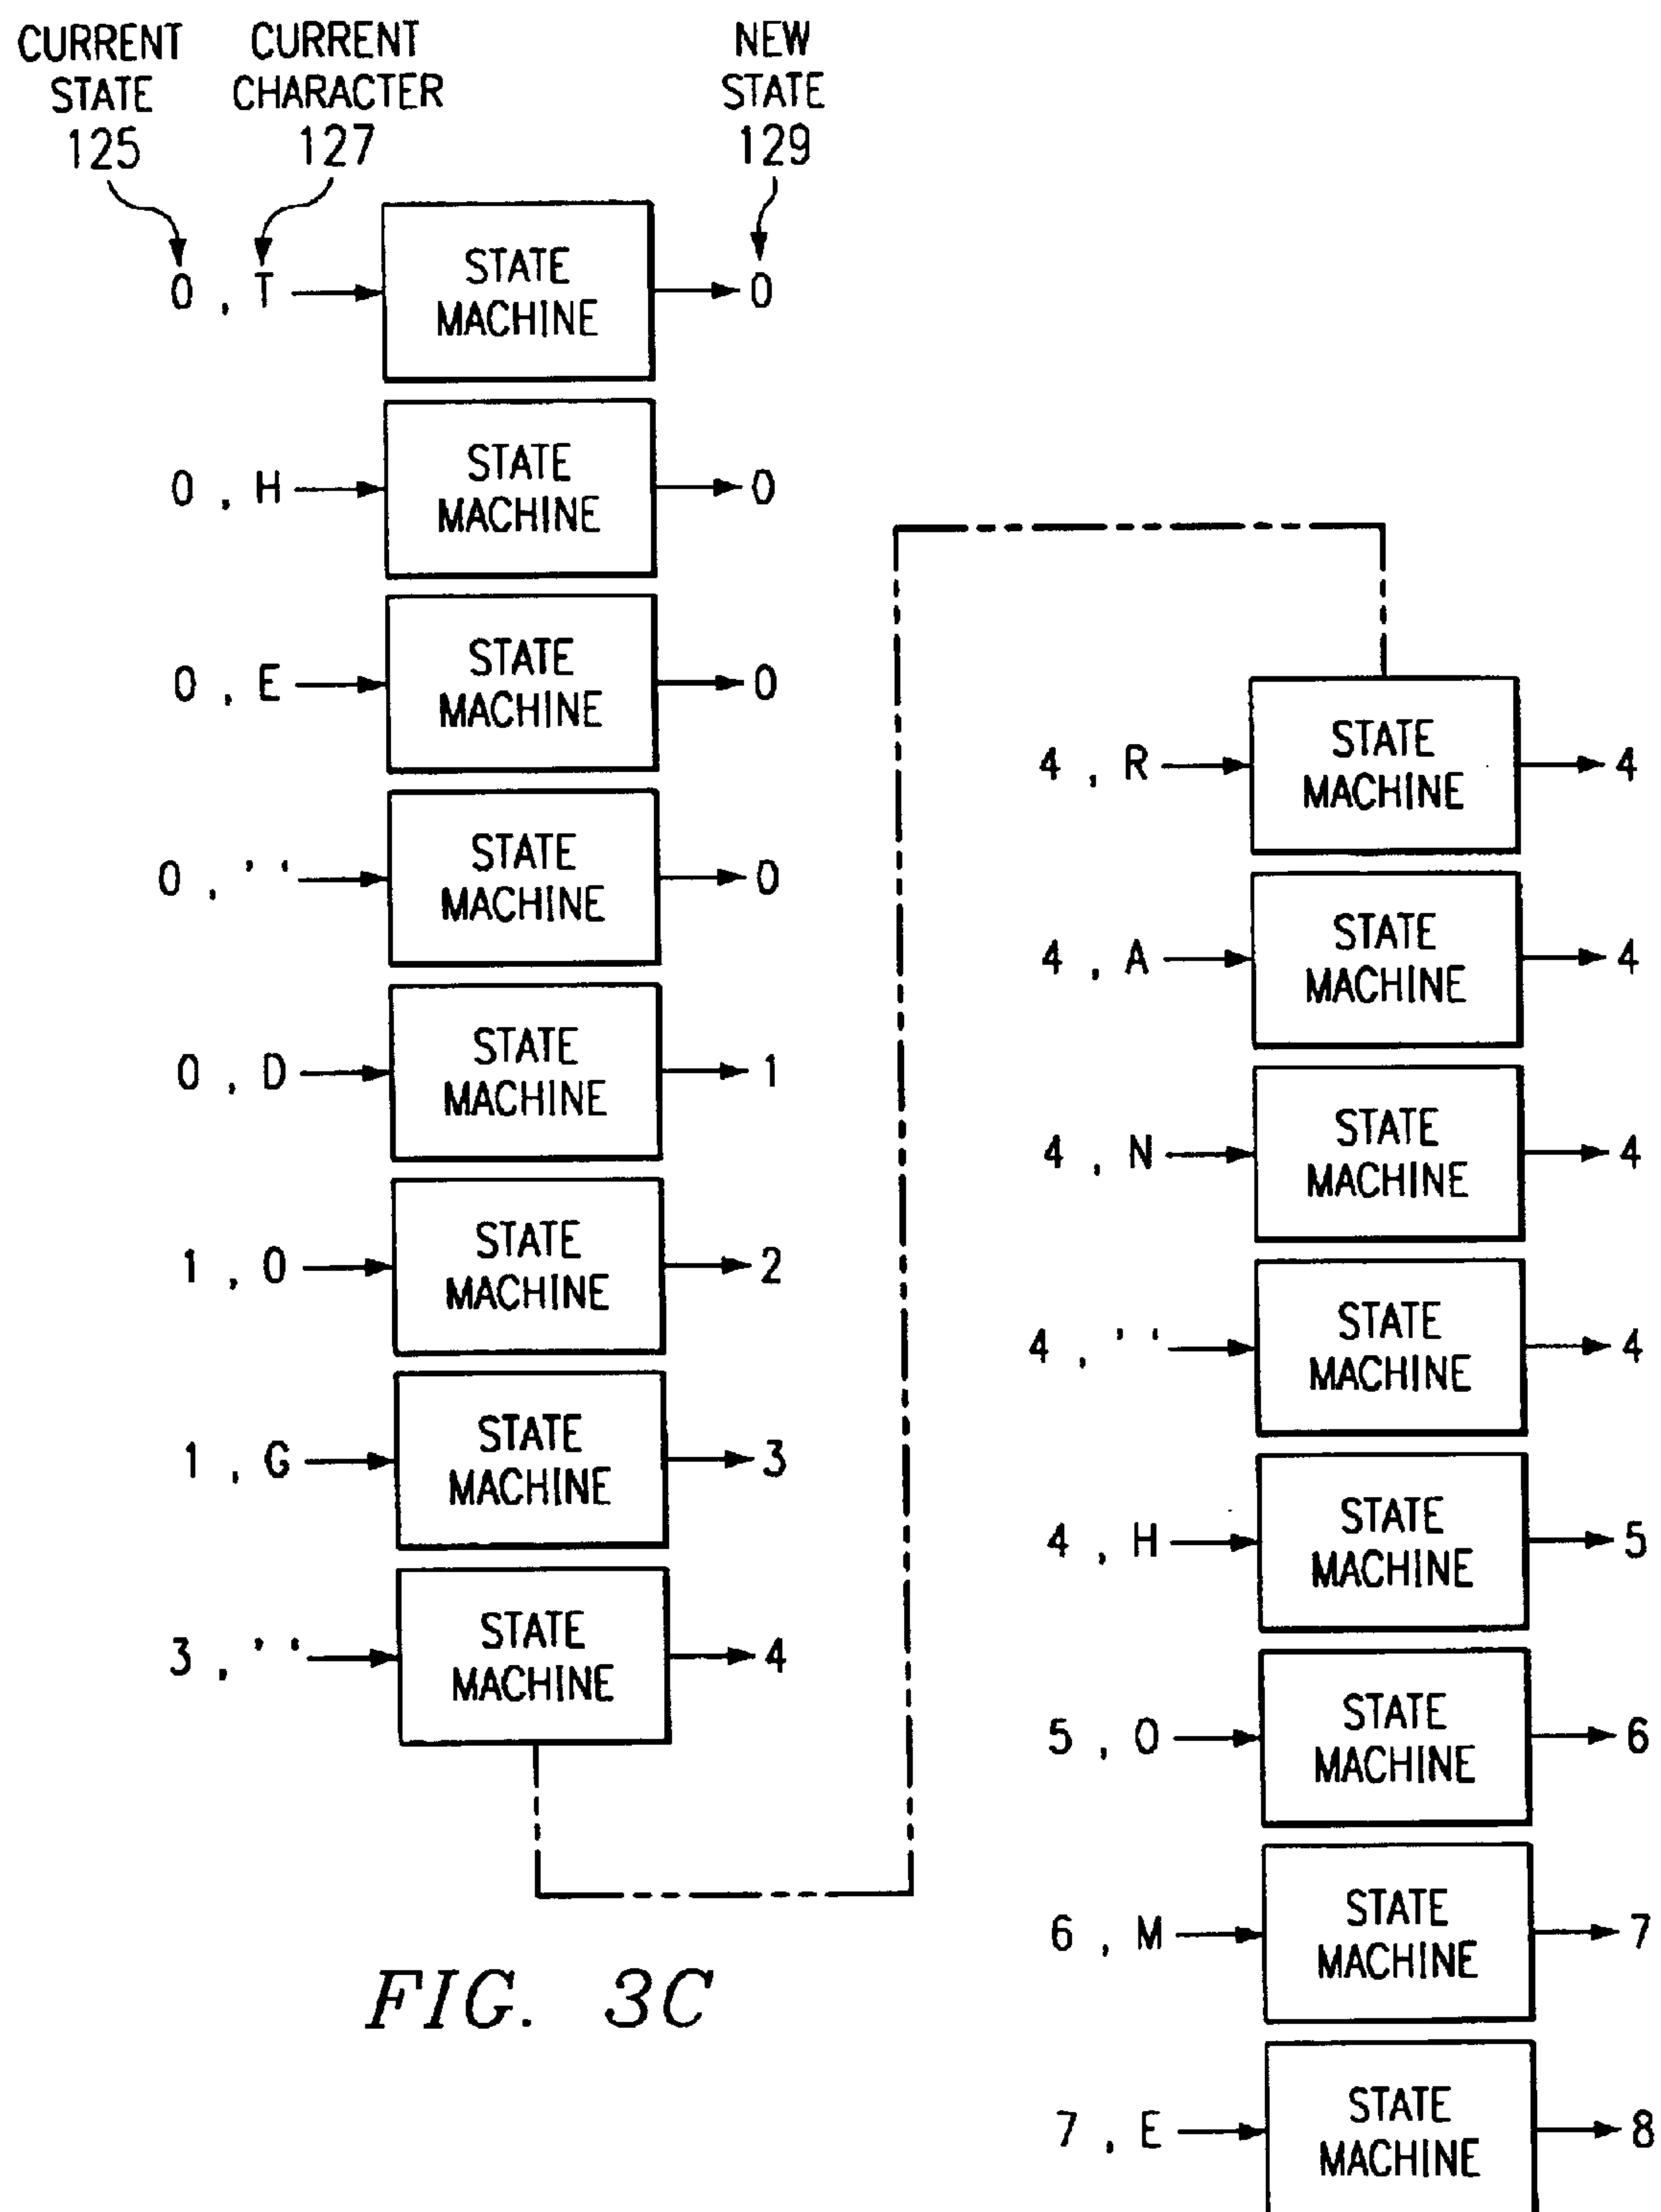 CURRENT STATE 125
CURRENT CHARACTER 127
NEW STATE 129
0 , T STATE MACHINE 0
0 , H STATE MACHINE 0
0 , E STATE MACHINE 0
0 , ' ' STATE MACHINE 0
0 , D STATE MACHINE 1
1 , O STATE MACHINE 2
1 , G STATE MACHINE 3
3 , ' ' STATE MACHINE 4
4 , R STATE MACHINE 4
4 , A STATE MACHINE 4
4 , N STATE MACHINE 4
4 , ' ' STATE MACHINE 4
4 , H STATE MACHINE 5
5 , O STATE MACHINE 6
6 , M STATE MACHINE 7
7 , E STATE MACHINE 8
FIG. 3C